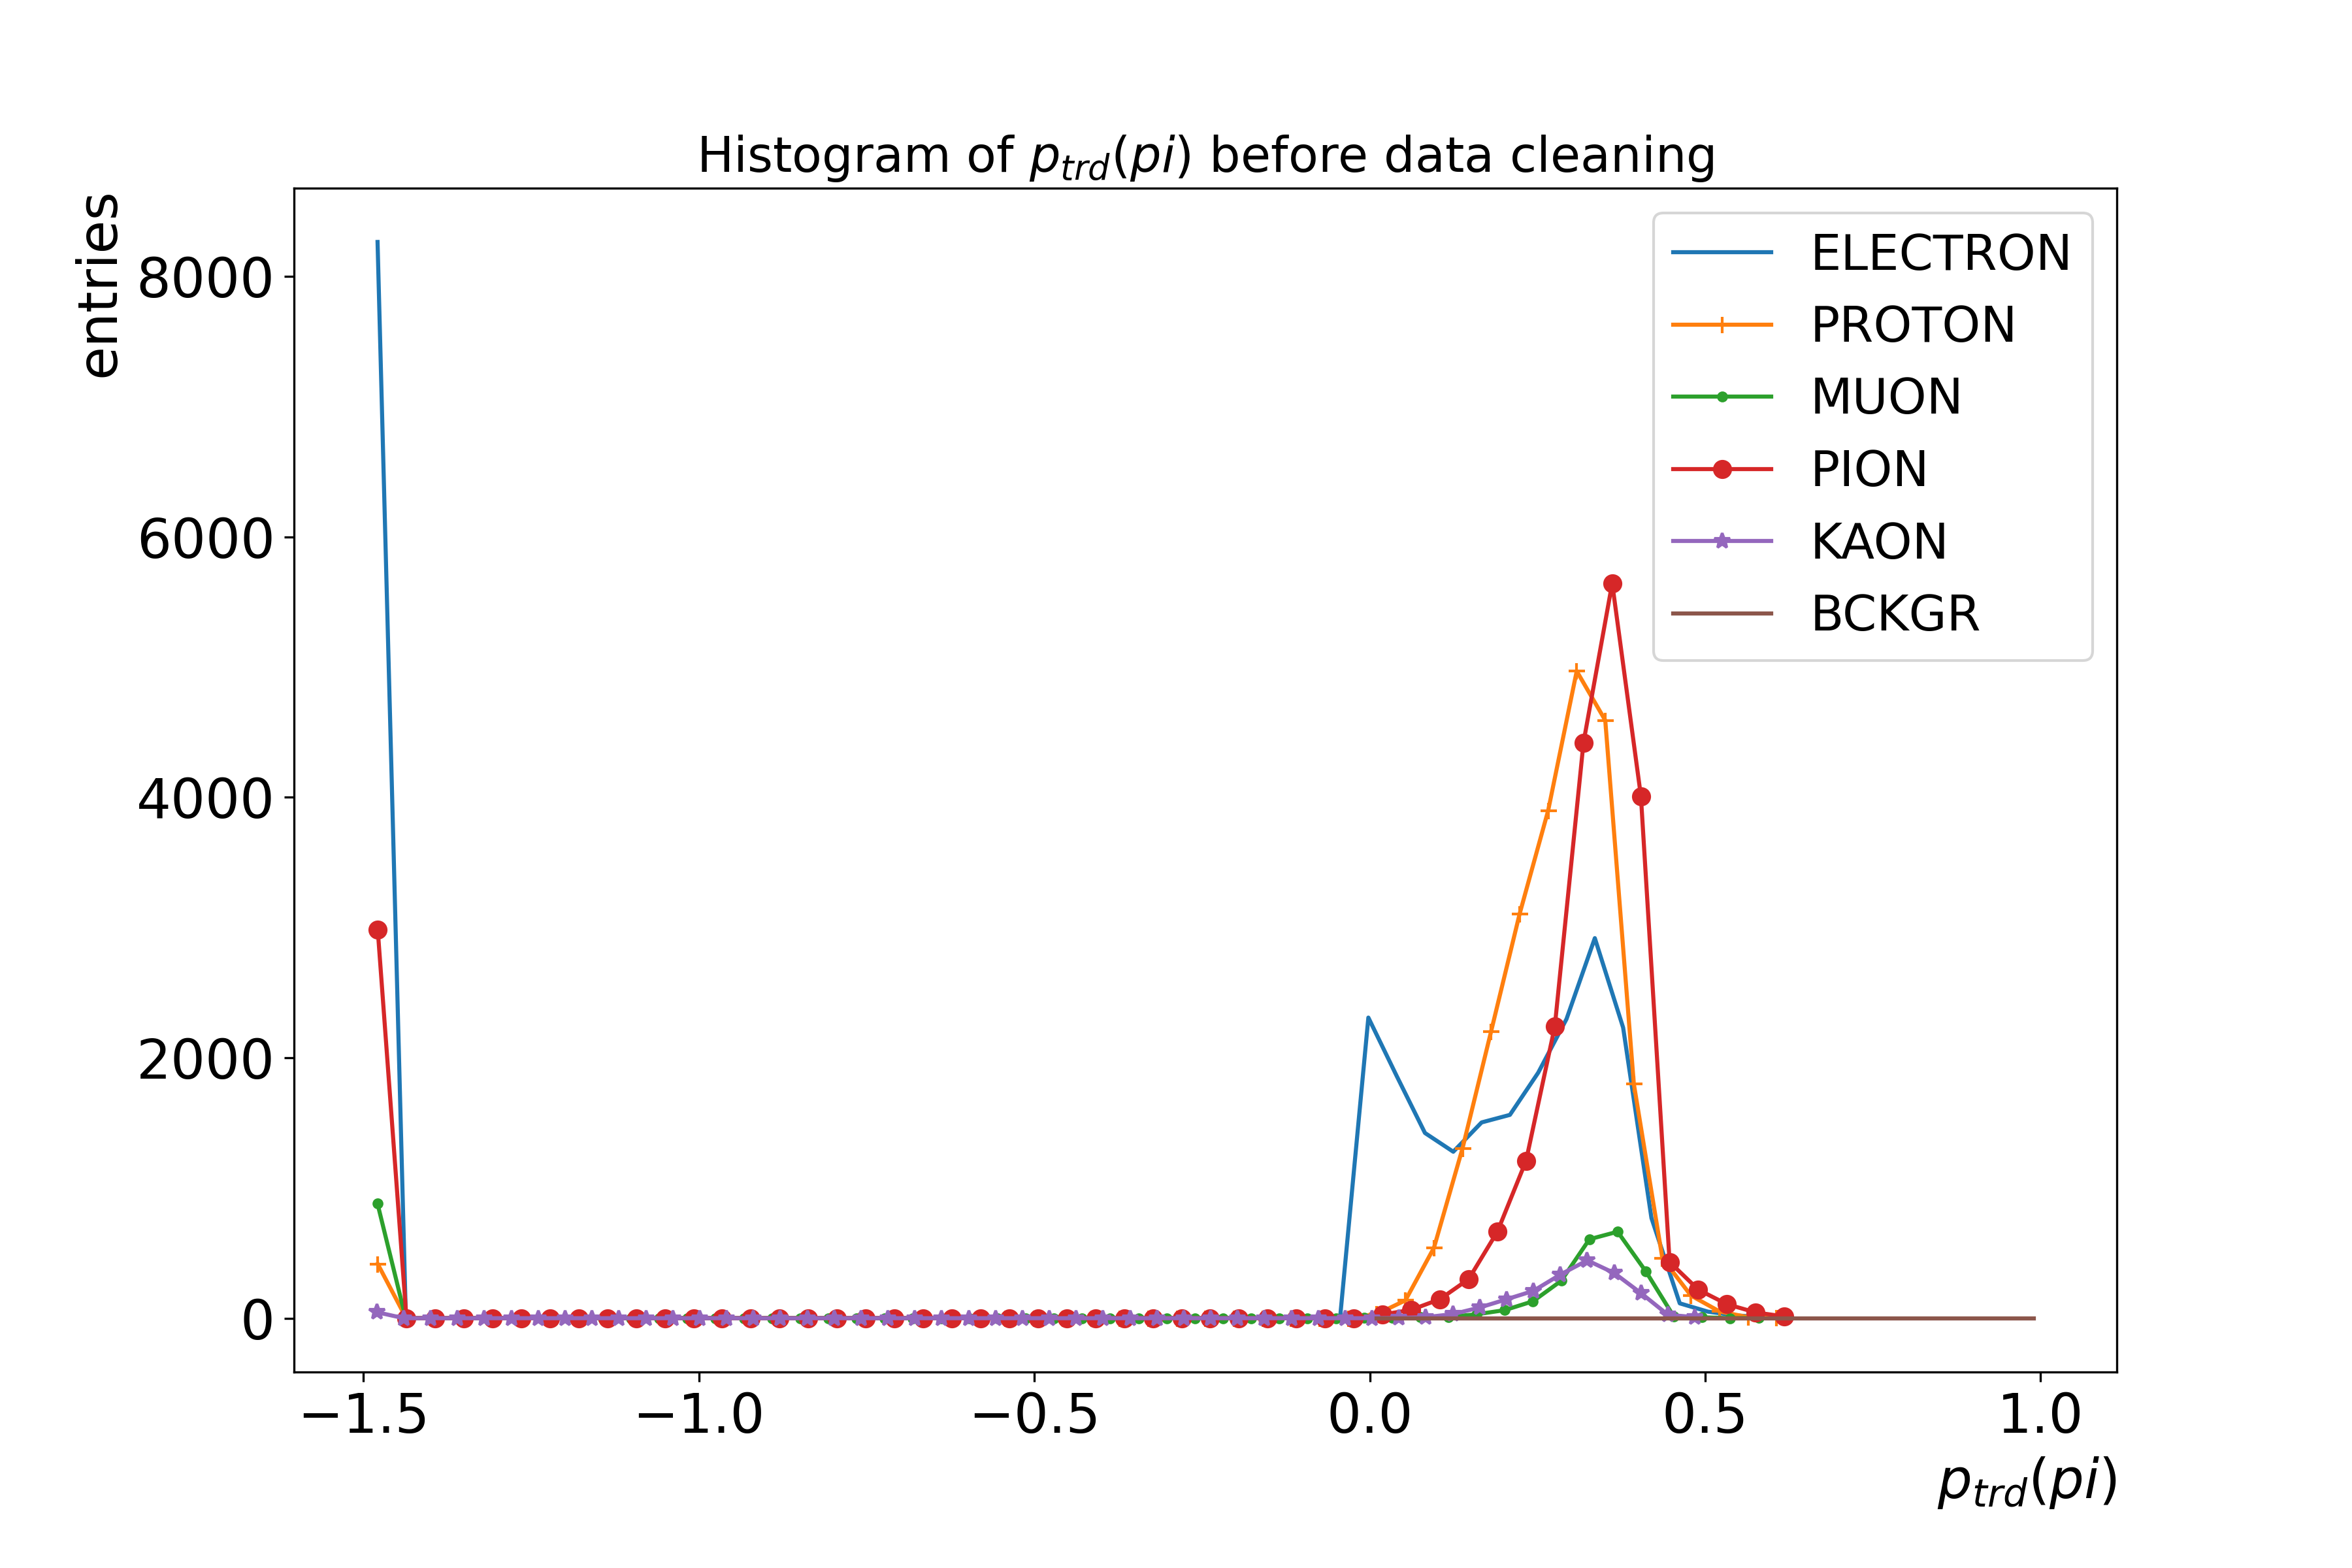 Histogram of p_trd(pi) before data cleaning
entries
8000
6000
4000
2000
0
ELECTRON
PROTON
MUON
PION
KAON
BCKGR
−1.5 −1.0 −0.5 0.0 0.5 1.0
p_trd(pi)